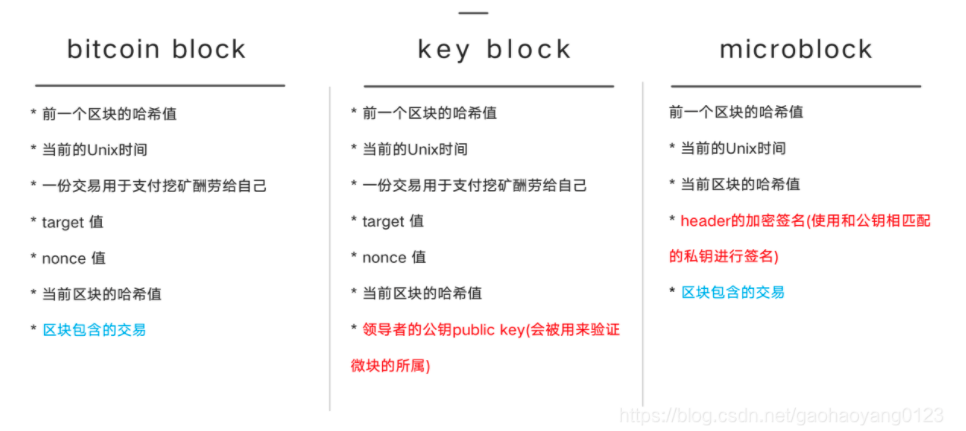 bitcoin block
* 前一个区块的哈希值
* 当前的Unix时间
* 一份交易用于支付挖矿酬劳给自己
* target 值
* nonce 值
* 当前区块的哈希值
* 区块包含的交易
key block
* 前一个区块的哈希值
* 当前的Unix时间
* 一份交易用于支付挖矿酬劳给自己
* target 值
* nonce 值
* 当前区块的哈希值
* 领导者的公钥public key(会被用来验证
微块的所属)
microblock
前一个区块的哈希值
* 当前的Unix时间
* 当前区块的哈希值
* header的加密签名(使用和公钥相匹配
的私钥进行签名)
* 区块包含的交易
https://blog.csdn.net/gaohaoyang0123